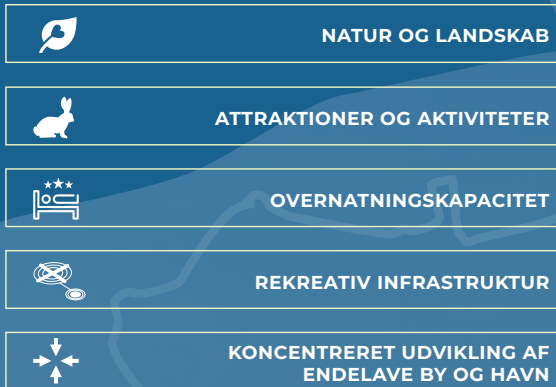 NATUR OG LANDSKAB
ATTRAKTIONER OG AKTIVITETER
OVERNATNINGSKAPACITET
REKREATIV INFRASTRUKTUR
KONCENTRERET UDVIKLING AF
ENDELAVE BY OG HAVN